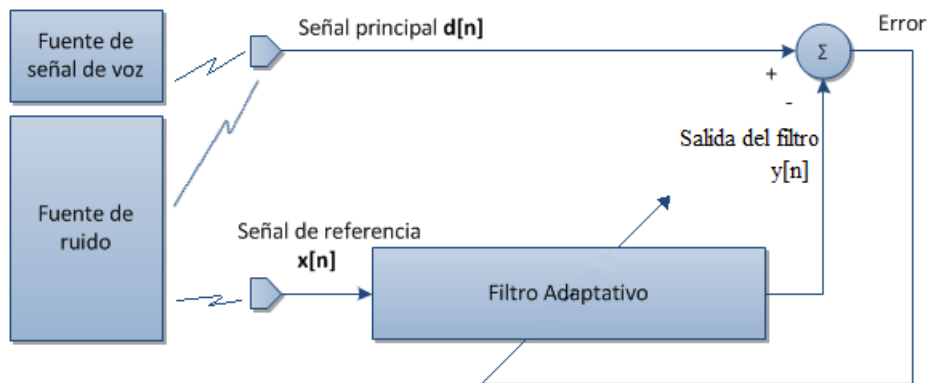 Fuente de
señal de voz
Señal principal d[n]
Error
Σ
+
-
Salida del filtro
y[n]
Fuente de
ruido
Señal de referencia
x[n]
Filtro Adaptativo